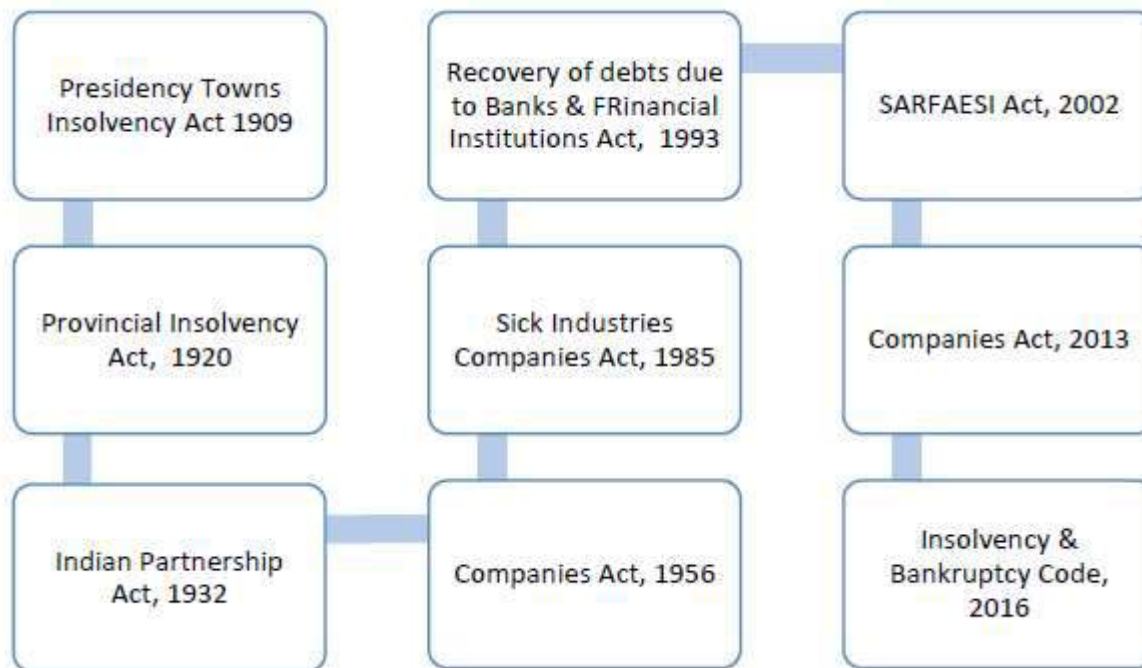 Presidency Towns
Insolvency Act 1909
Provincial Insolvency
Act, 1920
Indian Partnership
Act, 1932
Companies Act, 1956
Sick Industries
Companies Act, 1985
Recovery of debts due
to Banks & FRinancial
Institutions Act, 1993
SARFAESI Act, 2002
Companies Act, 2013
Insolvency &
Bankruptcy Code,
2016